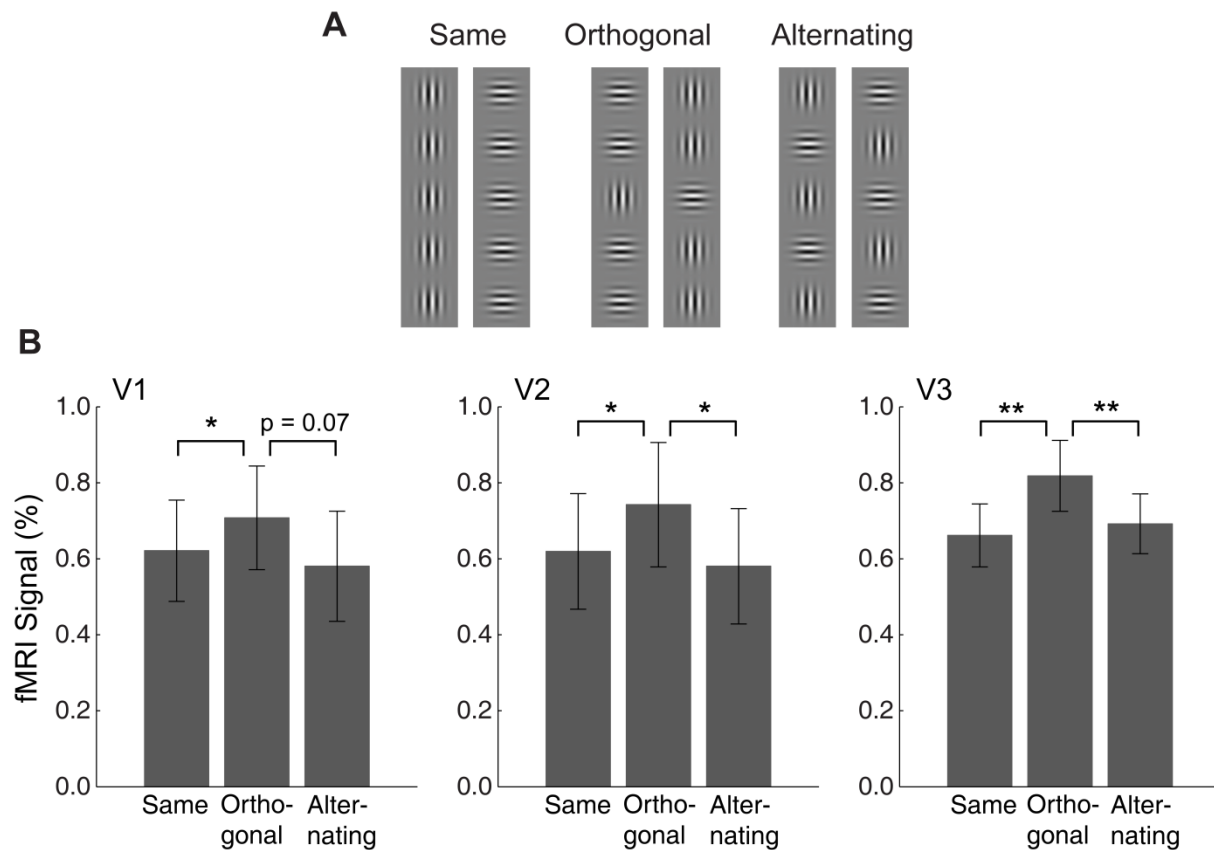 A
Same Orthogonal Alternating
B
V1
1.0
0.8
0.6
0.4
0.2
0.0
fMRI Signal (%)
*
p = 0.07
Same Ortho- Alter-
gonal nating
V2
1.0
0.8
0.6
0.4
0.2
0.0
*
*
Same Ortho- Alter-
gonal nating
V3
1.0
0.8
0.6
0.4
0.2
0.0
**
**
Same Ortho- Alter-
gonal nating